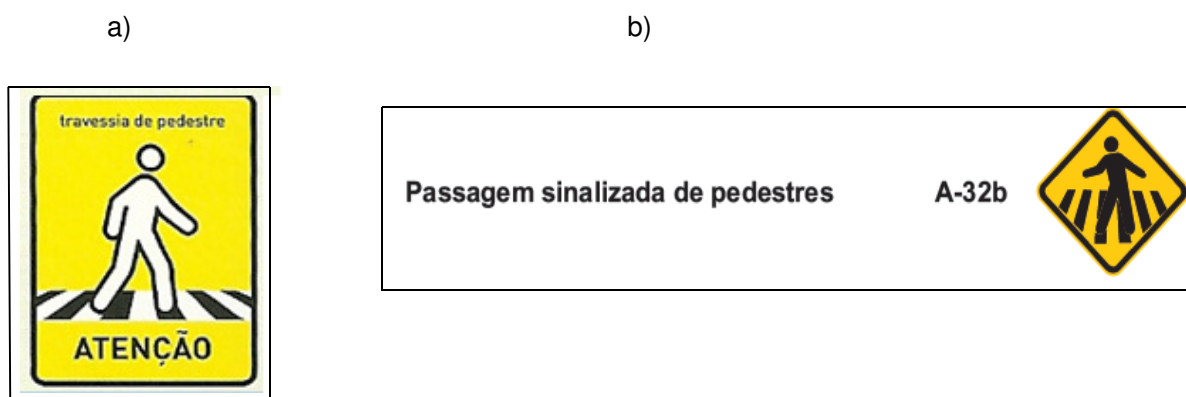 a)
b)
travessia de pedestre
ATENÇÃO
Passagem sinalizada de pedestres A-32b